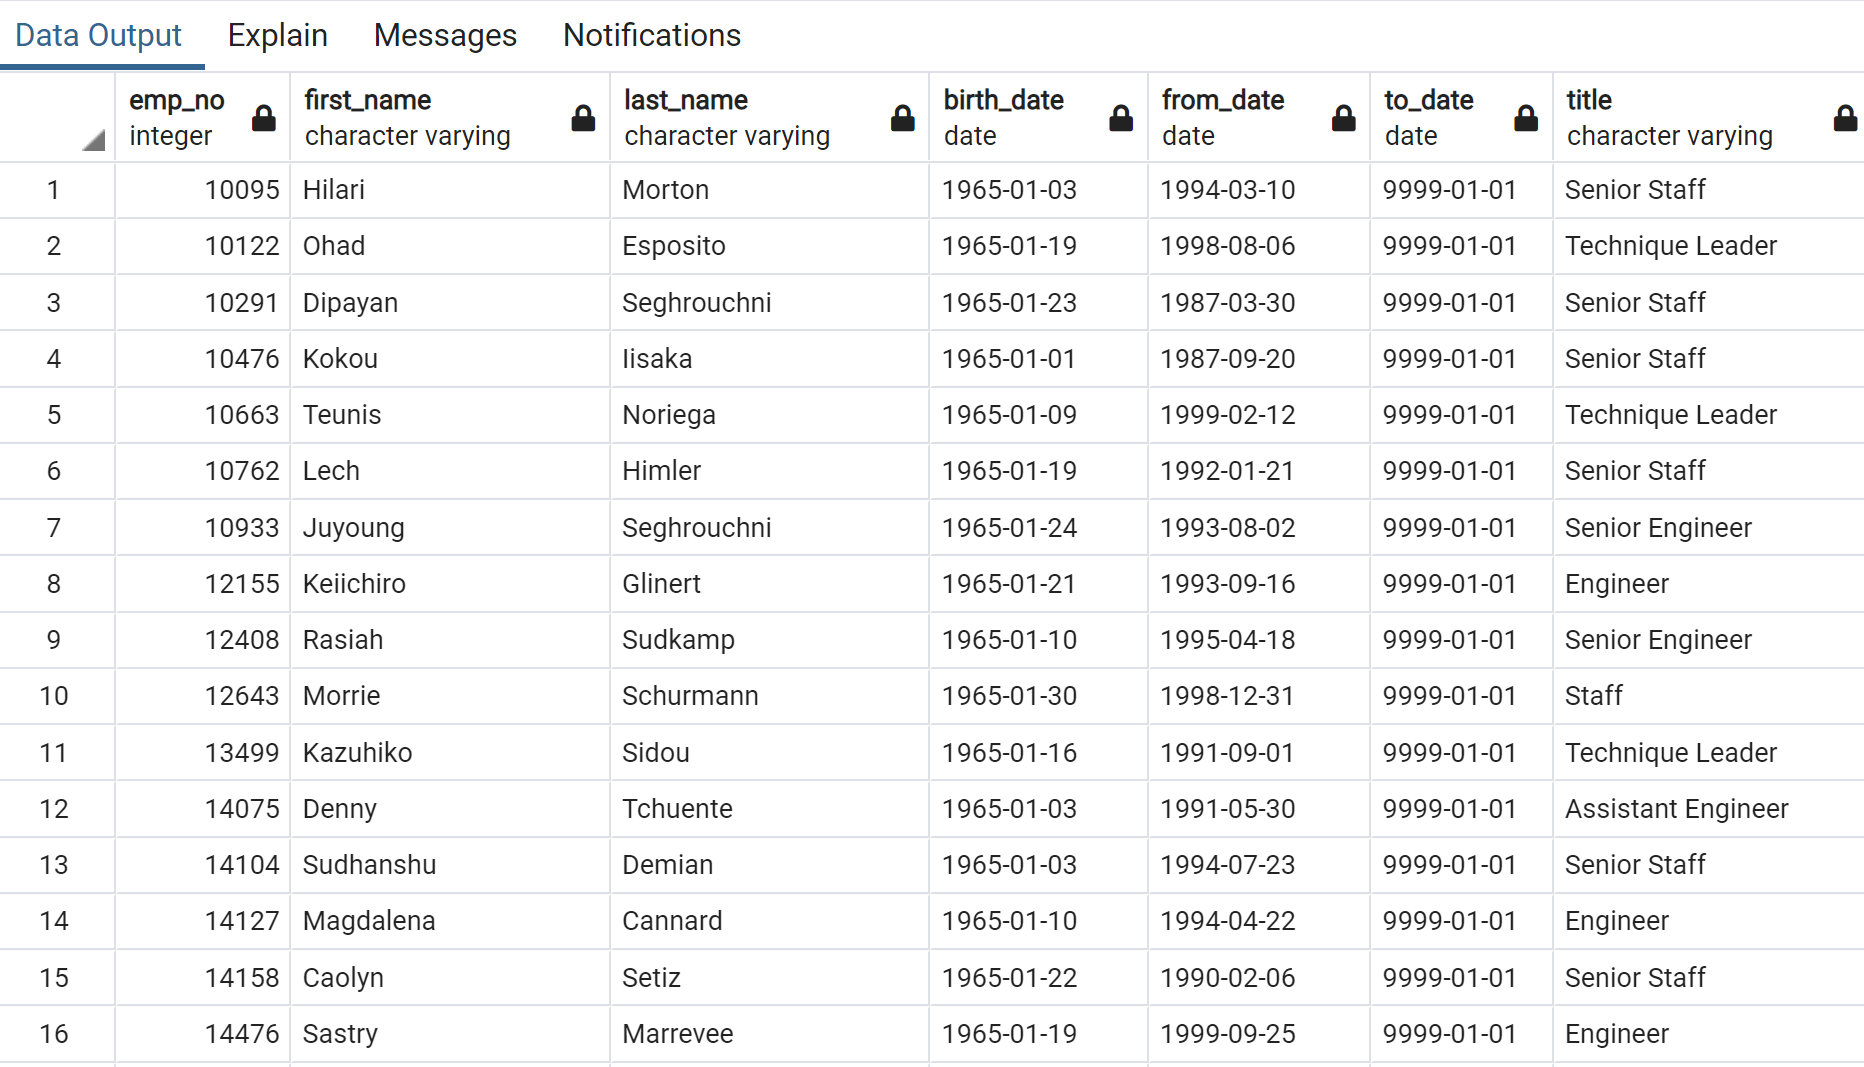 Data Output Explain Messages Notifications
emp_no first_name last_name birth_date from_date to_date title
integer character varying character varying date date date character varying
1 10095 Hilari Morton 1965-01-03 1994-03-10 9999-01-01 Senior Staff
2 10122 Ohad Esposito 1965-01-19 1998-08-06 9999-01-01 Technique Leader
3 10291 Dipayan Seghrouchni 1965-01-23 1987-03-30 9999-01-01 Senior Staff
4 10476 Kokou Iisaka 1965-01-01 1987-09-20 9999-01-01 Senior Staff
5 10663 Teunis Noriega 1965-01-09 1999-02-12 9999-01-01 Technique Leader
6 10762 Lech Himler 1965-01-19 1992-01-21 9999-01-01 Senior Staff
7 10933 Juyoung Seghrouchni 1965-01-24 1993-08-02 9999-01-01 Senior Engineer
8 12155 Keiichiro Glinert 1965-01-21 1993-09-16 9999-01-01 Engineer
9 12408 Rasiah Sudkamp 1965-01-10 1995-04-18 9999-01-01 Senior Engineer
10 12643 Morrie Schurmann 1965-01-30 1998-12-31 9999-01-01 Staff
11 13499 Kazuhiko Sidou 1965-01-16 1991-09-01 9999-01-01 Technique Leader
12 14075 Denny Tchuente 1965-01-03 1991-05-30 9999-01-01 Assistant Engineer
13 14104 Sudhanshu Demian 1965-01-03 1994-07-23 9999-01-01 Senior Staff
14 14127 Magdalena Cannard 1965-01-10 1994-04-22 9999-01-01 Engineer
15 14158 Caolyn Setiz 1965-01-22 1990-02-06 9999-01-01 Senior Staff
16 14476 Sastry Marrevee 1965-01-19 1999-09-25 9999-01-01 Engineer